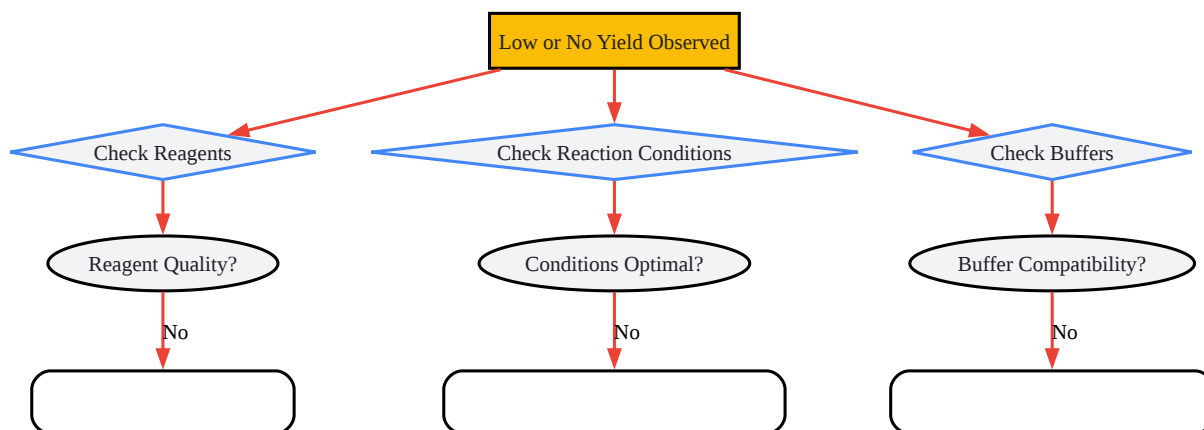 Low or No Yield Observed
Check Reagents
Check Reaction Conditions
Check Buffers
Reagent Quality?
Conditions Optimal?
Buffer Compatibility?
No
No
No